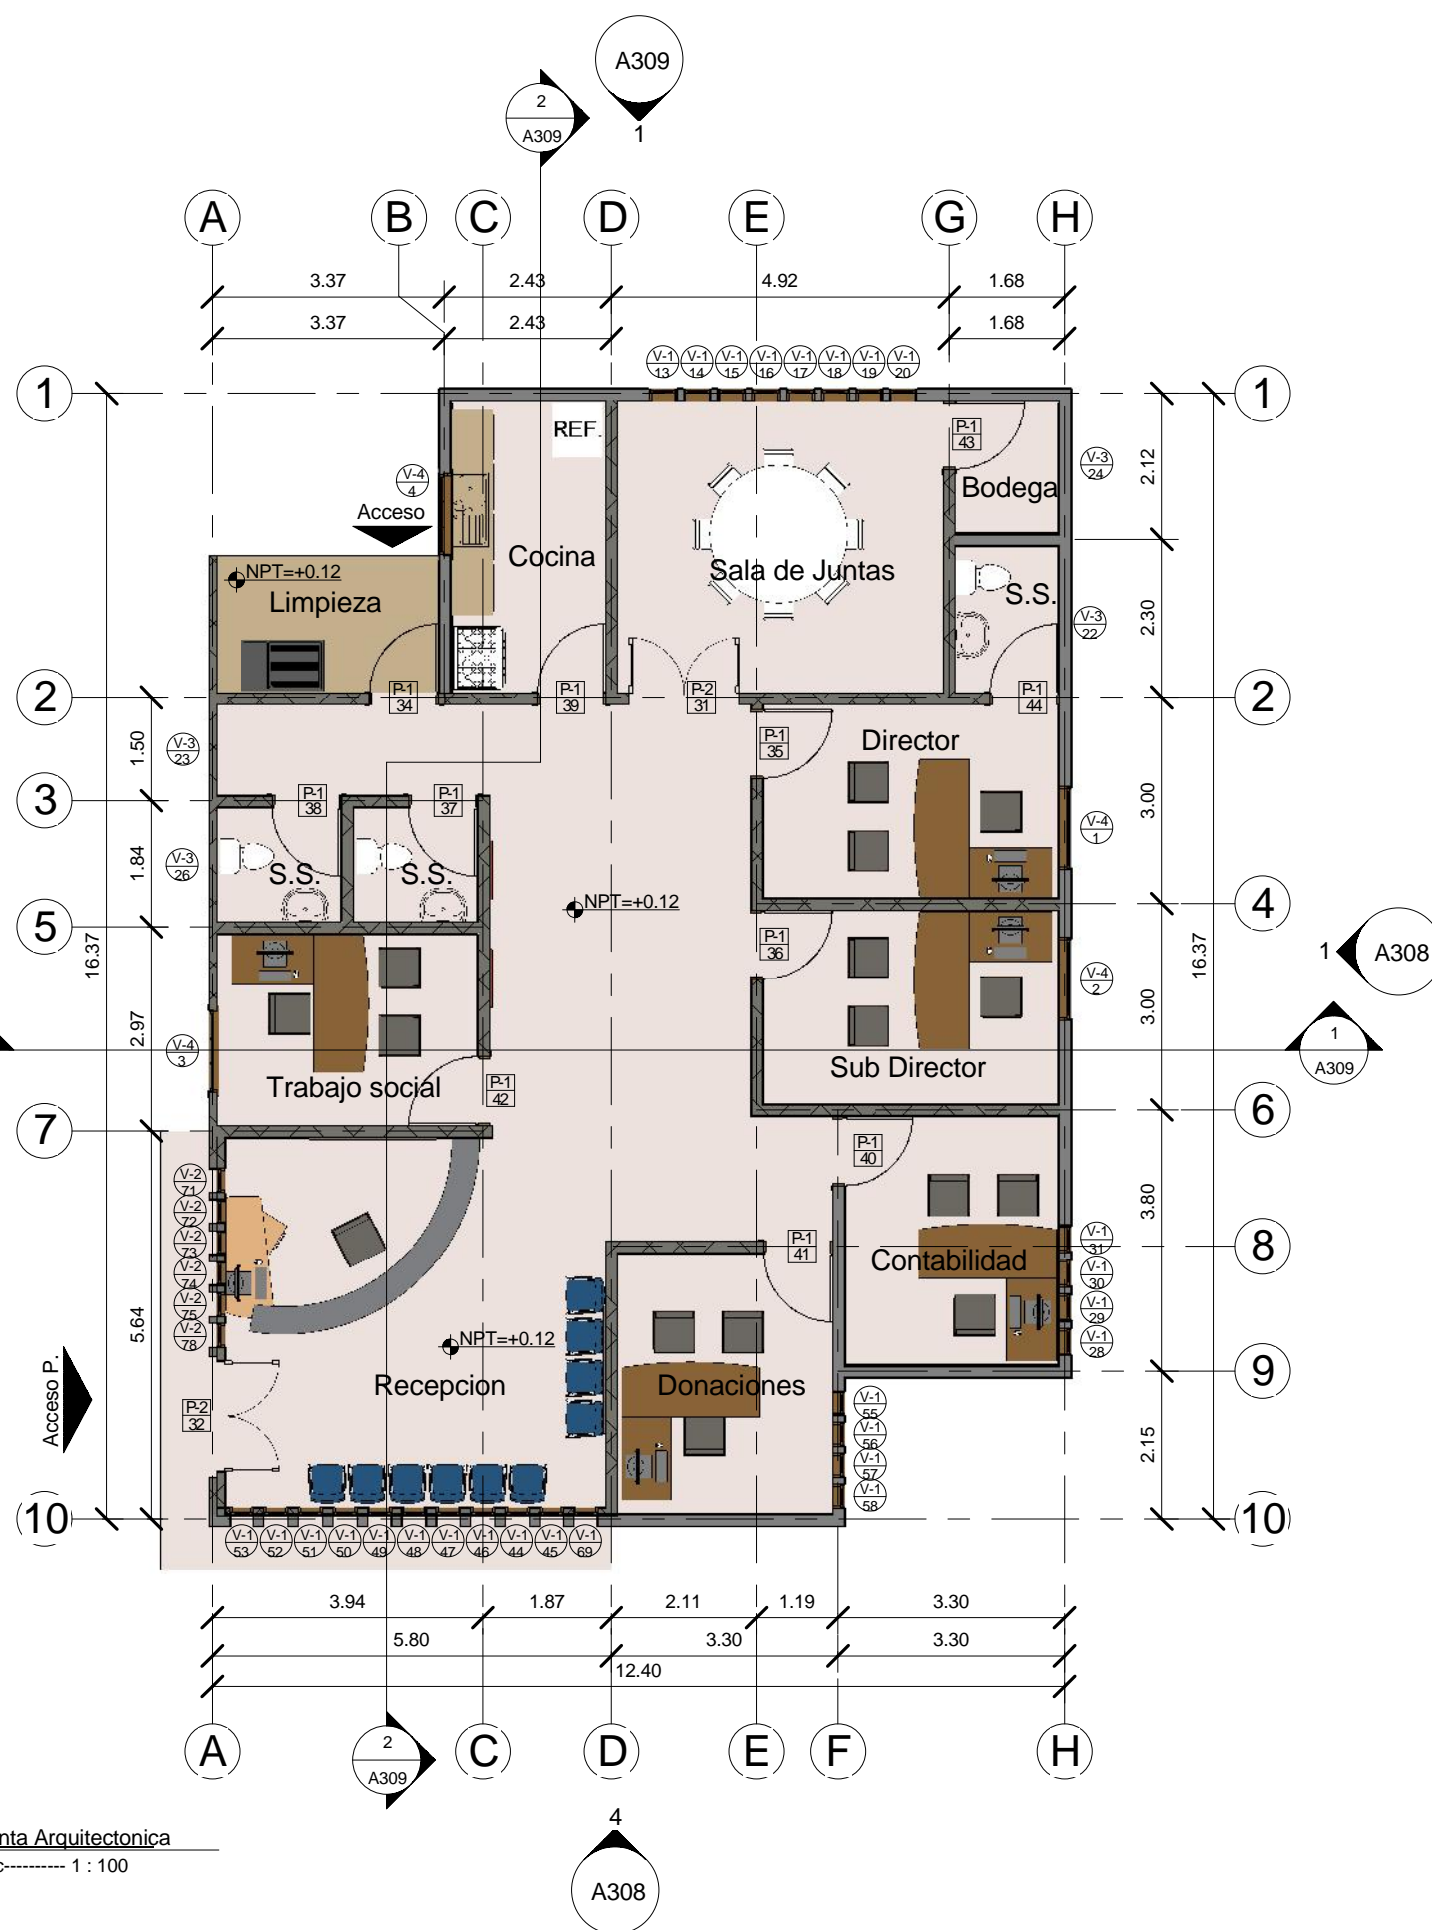 A309
1
2
A309
A
B
C
D
E
G
H
3.37
2.43
4.92
1.68
3.37
2.43
1.68
V-1
13
V-1
14
V-1
15
V-1
16
V-1
17
V-1
18
V-1
19
V-1
20
1
1
REF.
P-1
43
V-3
24
2.12
V-4
4
Bodega
Acceso
Cocina
Sala de Juntas
NPT=+0.12
Limpieza
S.S.
V-3
22
2.30
2
P-1
34
P-1
39
P-2
31
P-1
44
2
1.50
V-3
23
P-1
35
Director
3
P-1
38
P-1
37
3.00
V-4
1
1.84
V-3
26
S.S.
S.S.
NPT=+0.12
4
5
P-1
36
16.37
16.37
1
A308
V-4
2
3.00
2.97
V-4
3
1
A309
Trabajo social
P-1
42
Sub Director
6
7
P-1
40
V-2
71
V-2
72
V-2
73
V-2
74
V-2
75
V-2
78
3.80
P-1
41
V-1
31
V-1
30
V-1
29
V-1
28
8
Contabilidad
5.64
NPT=+0.12
Recepcion
Donaciones
9
Acceso P.
P-2
32
V-1
55
V-1
56
V-1
57
V-1
58
2.15
10
10
V-1
53
V-1
52
V-1
51
V-1
50
V-1
49
V-1
48
V-1
47
V-1
46
V-1
44
V-1
45
V-1
69
3.94
1.87
2.11
1.19
3.30
5.80
3.30
3.30
12.40
A
2
A309
C
D
E
F
H
4
A308
nta Arquitectonica
c---------- 1 : 100